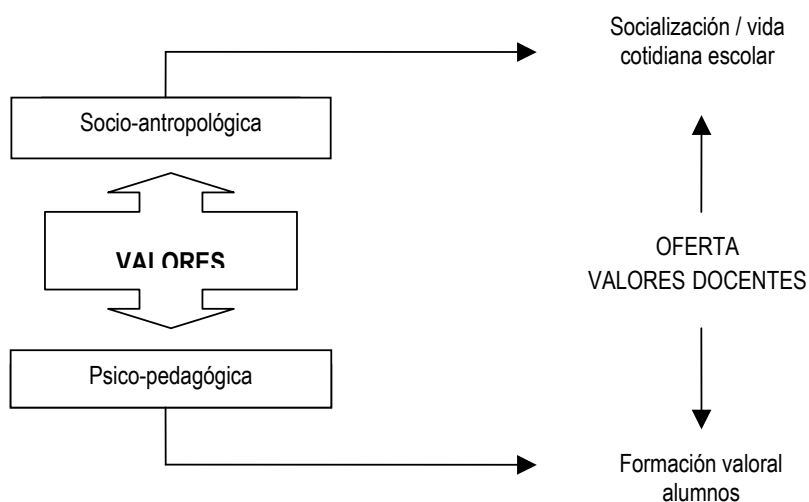 Socialización / vida
cotidiana escolar
Socio-antropológica
VALORES
OFERTA
VALORES DOCENTES
Psico-pedagógica
Formación valoral
alumnos